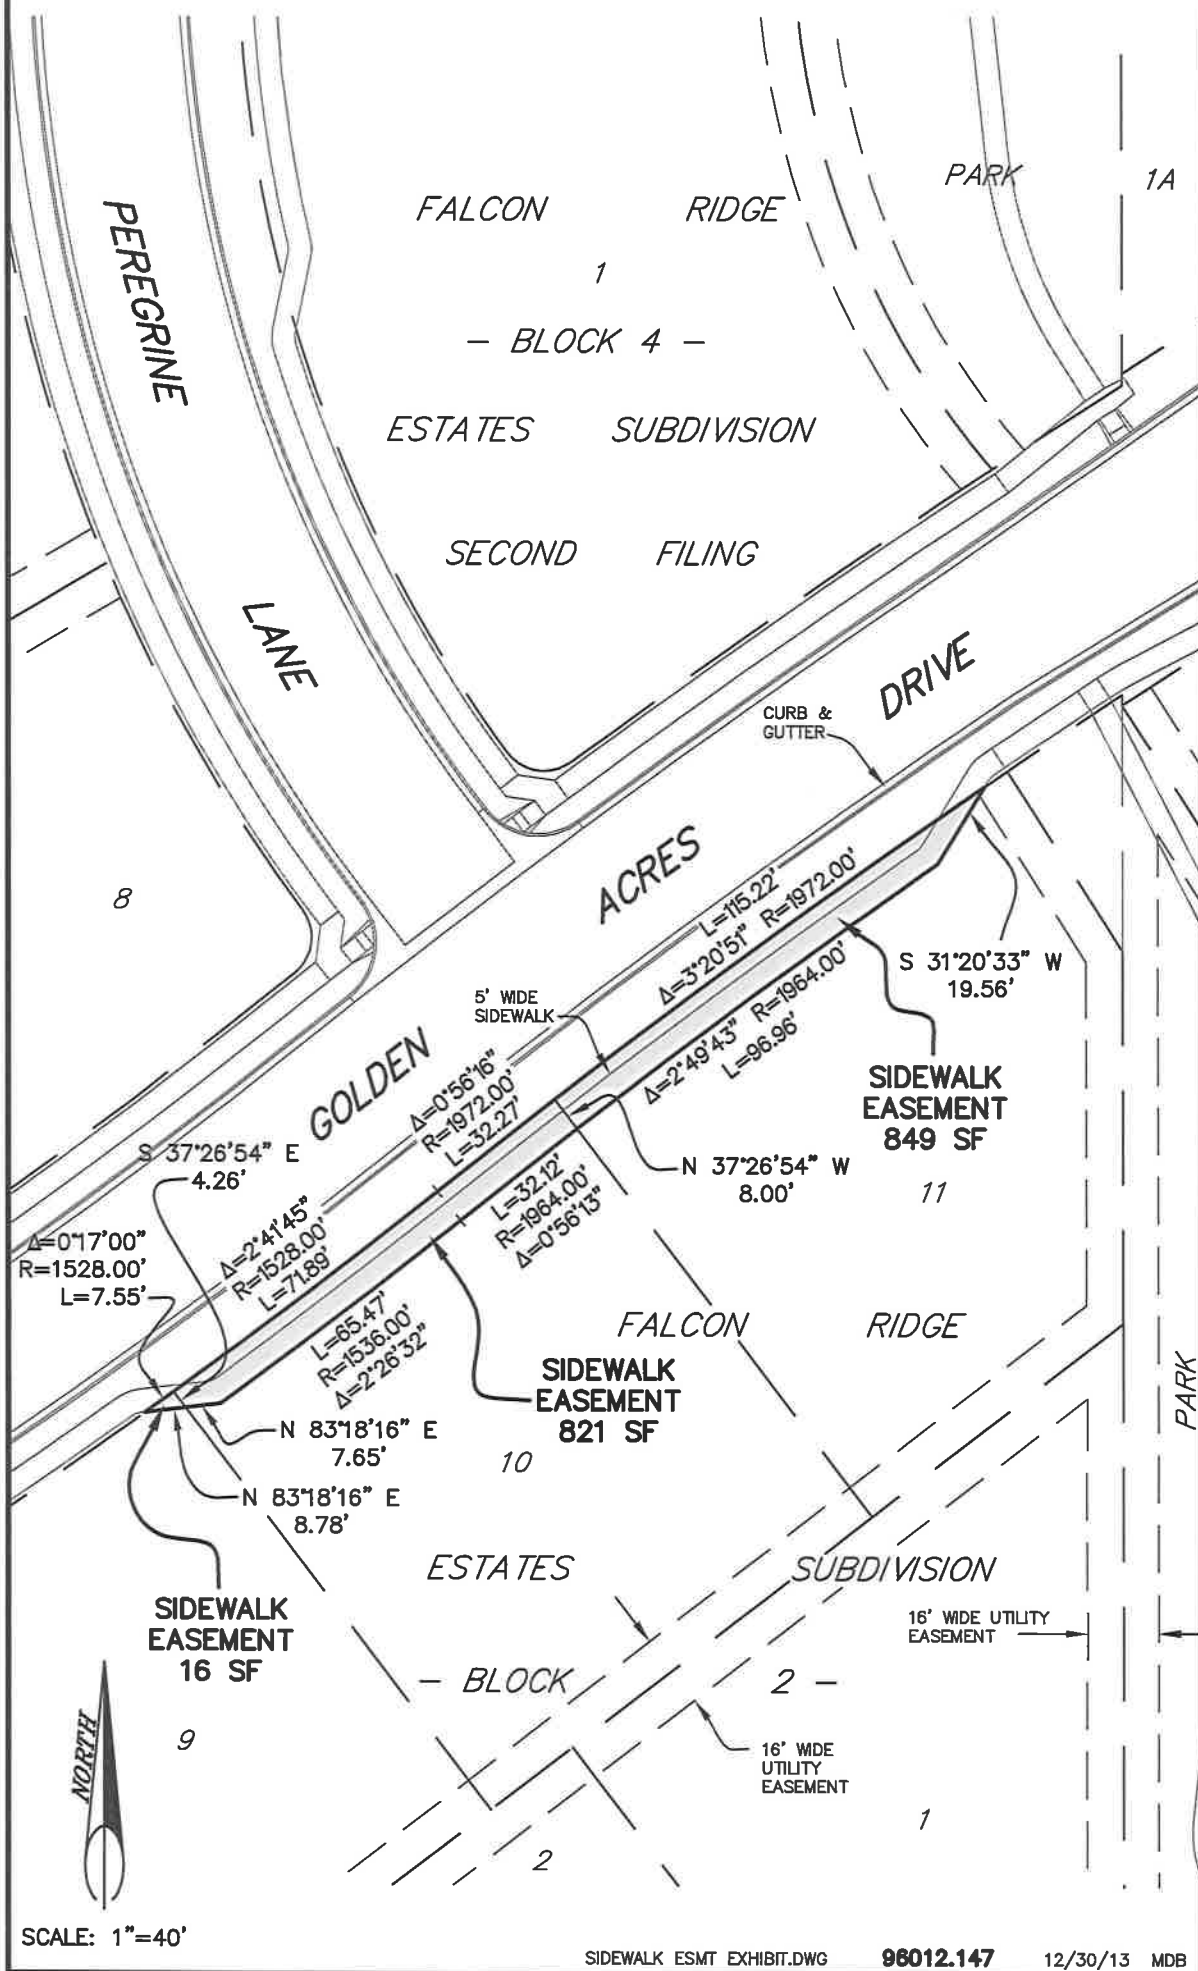 PARK
1A
FALCON RIDGE
PEREGRINE
1
- BLOCK 4 -
ESTATES SUBDIVISION
SECOND FILING
LANE
DRIVE
CURB &
GUTTER
8
ACRES
L=115.22'
Δ=3°20'51" R=1972.00'
S 31°20'33" W
19.56'
5' WIDE
SIDEWALK
Δ=2°49'43" R=1964.00'
L=96.96'
GOLDEN
Δ=0°56'16"
R=1972.00'
L=32.27'
SIDEWALK
EASEMENT
849 SF
S 37°26'54" E
4.26'
N 37°26'54" W
8.00'
11
L=32.12'
R=1964.00'
Δ=0°56'13"
Δ=0°17'00"
R=1528.00'
L=7.55'
Δ=2°41'45"
R=1528.00'
L=71.89'
L=65.47'
R=1536.00'
Δ=2°26'32"
FALCON RIDGE
SIDEWALK
EASEMENT
821 SF
PARK
N 83°18'16" E
7.65'
10
N 83°18'16" E
8.78'
ESTATES SUBDIVISION
SIDEWALK
EASEMENT
16 SF
16' WIDE UTILITY
EASEMENT
- BLOCK 2 -
9
NORTH
16' WIDE
UTILITY
EASEMENT
1
2
SCALE: 1"=40'
SIDEWALK ESMT EXHIBIT.DWG 96012.147 12/30/13 MDB